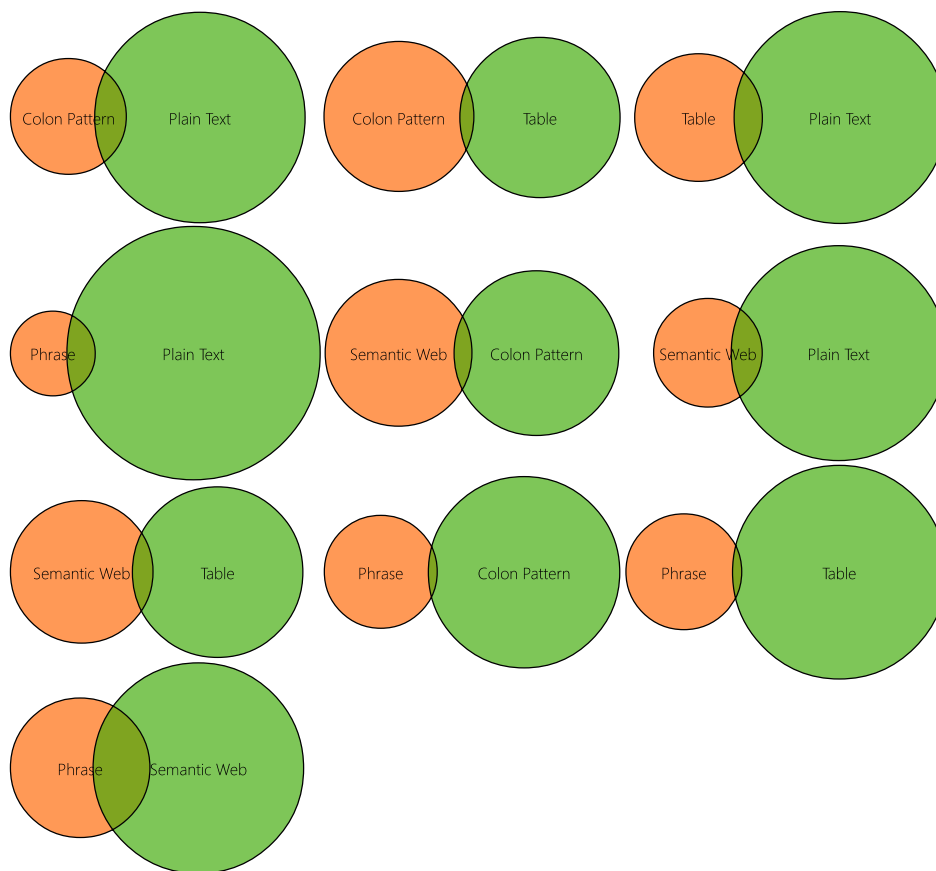 Colon Pattern
Plain Text
Colon Pattern
Table
Table
Plain Text
Phrase
Plain Text
Semantic Web
Colon Pattern
Semantic Web
Plain Text
Semantic Web
Table
Phrase
Colon Pattern
Phrase
Table
Phrase
Semantic Web